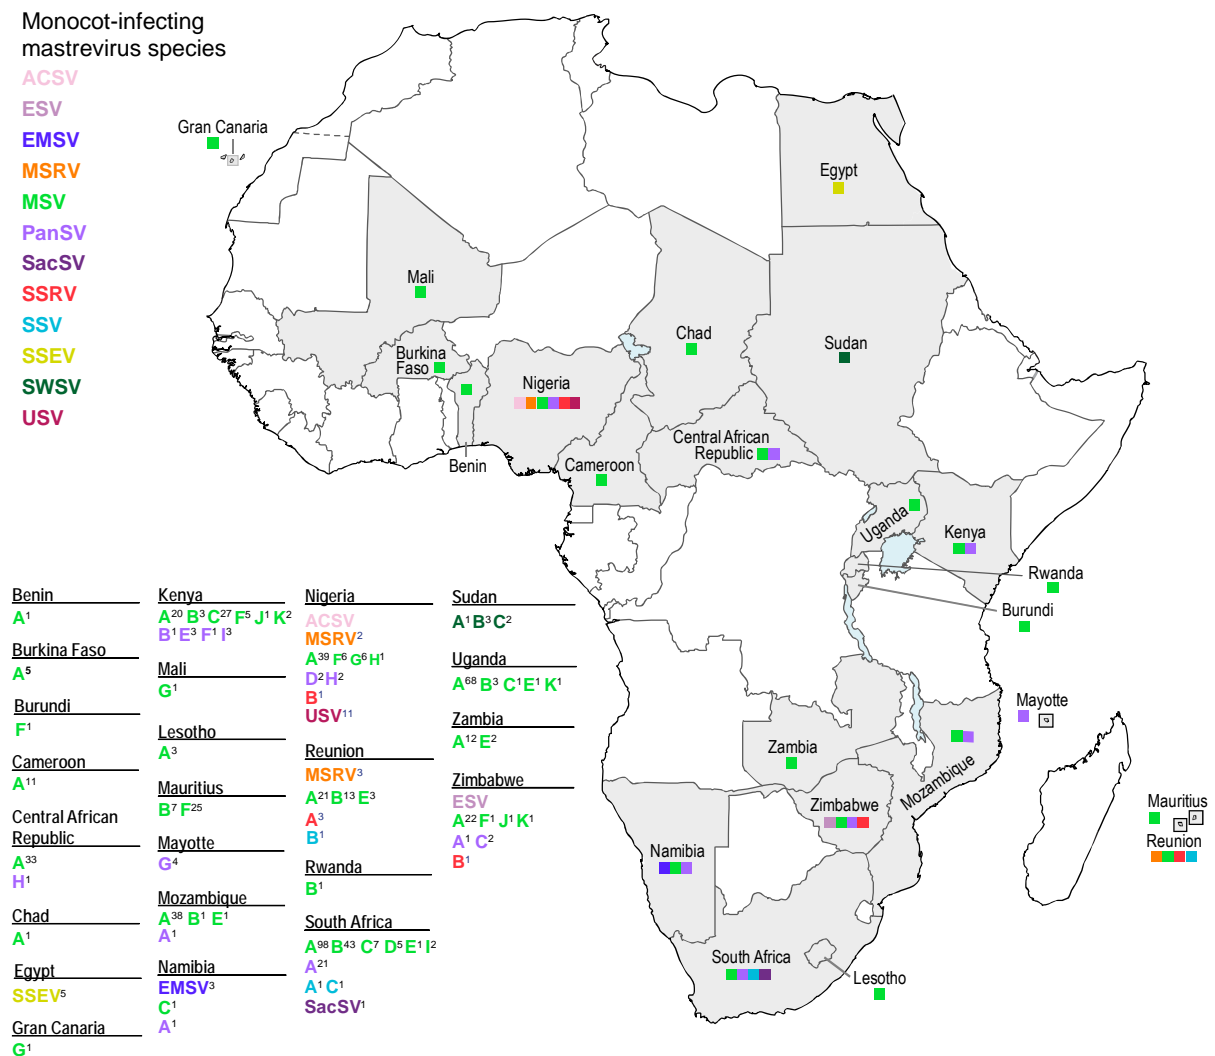 Monocot-infecting
mastrevirus species
ACSV
ESV
EMSV
MSRV
MSV
PanSV
SacSV
SSRV
SSV
SSEV
SWSV
USV
Gran Canaria
Egypt
Mali
Chad
Sudan
Burkina
Faso
Nigeria
Benin
Central African
Republic
Cameroon
Uganda
Kenya
Rwanda
Burundi
Mayotte
Zambia
Mozambique
Zimbabwe
Mauritius
Reunion
Namibia
South Africa
Lesotho
Benin
A¹
Burkina Faso
A⁵
Burundi
F¹
Cameroon
A¹¹
Central African
Republic
A³³
H¹
Chad
A¹
Egypt
SSEV⁵
Gran Canaria
G¹
Kenya
A²⁰ B³ C²⁷ F⁵ J¹ K²
B¹ E³ F¹ I³
Mali
G¹
Lesotho
A³
Mauritius
B⁷ F²⁵
Mayotte
G⁴
Mozambique
A³⁸ B¹ E¹
A¹
Namibia
EMSV³
C¹
A¹
Nigeria
ACSV
MSRV²
A³⁹ F⁶ G⁶ H¹
D² H²
B¹
USV¹¹
Reunion
MSRV³
A²¹ B¹³ E³
A³
B¹
Rwanda
B¹
South Africa
A⁹⁸ B⁴³ C⁷ D⁵ E¹ I²
A²¹
A¹ C¹
SacSV¹
Sudan
A¹ B³ C²
Uganda
A⁶⁸ B³ C¹ E¹ K¹
Zambia
A¹² E²
Zimbabwe
ESV
A²² F¹ J¹ K¹
A¹ C²
B¹